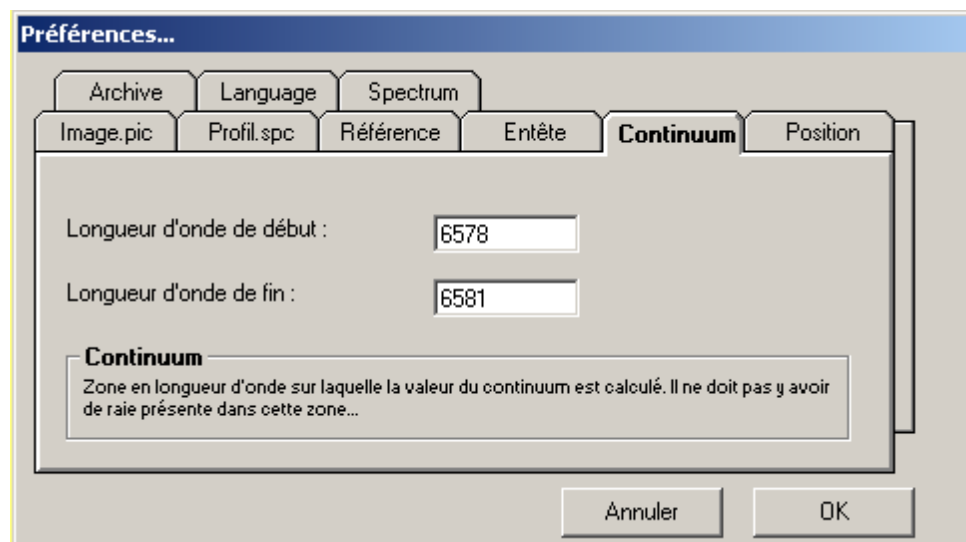 Préférences...
Archive Language Spectrum
Image.pic Profil.spc Référence Entête Continuum Position
Longueur d'onde de début : 6578
Longueur d'onde de fin : 6581
Continuum
Zone en longueur d'onde sur laquelle la valeur du continuum est calculé. Il ne doit pas y avoir
de raie présente dans cette zone...
Annuler OK